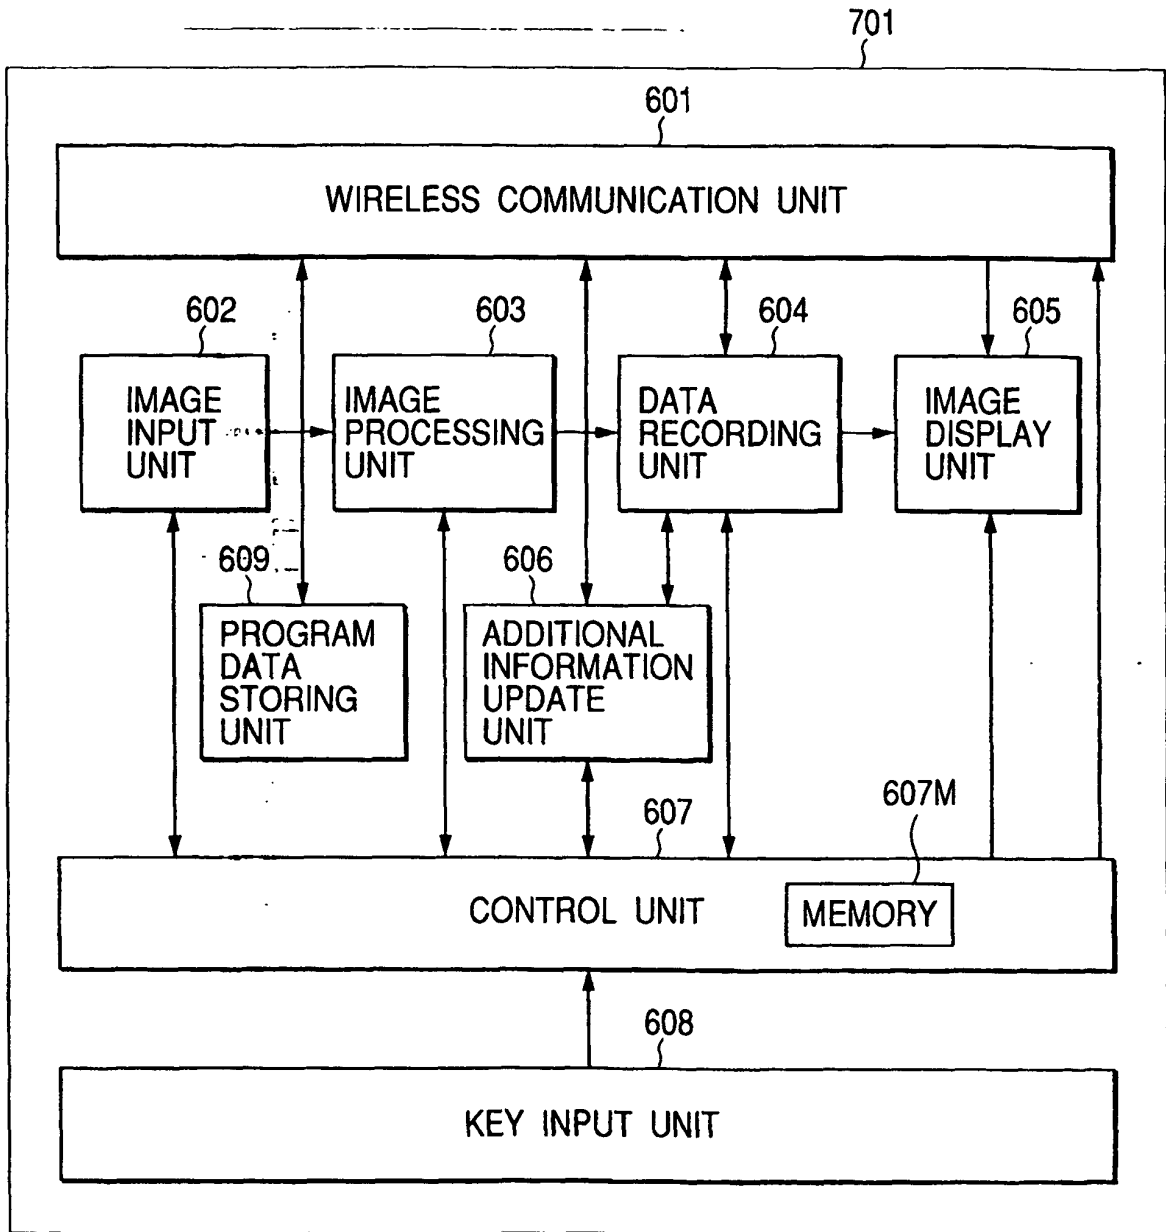 701
601
WIRELESS COMMUNICATION UNIT
602
603
604
605
IMAGE
INPUT
UNIT
IMAGE
PROCESSING
UNIT
DATA
RECORDING
UNIT
IMAGE
DISPLAY
UNIT
609
606
PROGRAM
DATA
STORING
UNIT
ADDITIONAL
INFORMATION
UPDATE
UNIT
607
607M
CONTROL UNIT
MEMORY
608
KEY INPUT UNIT